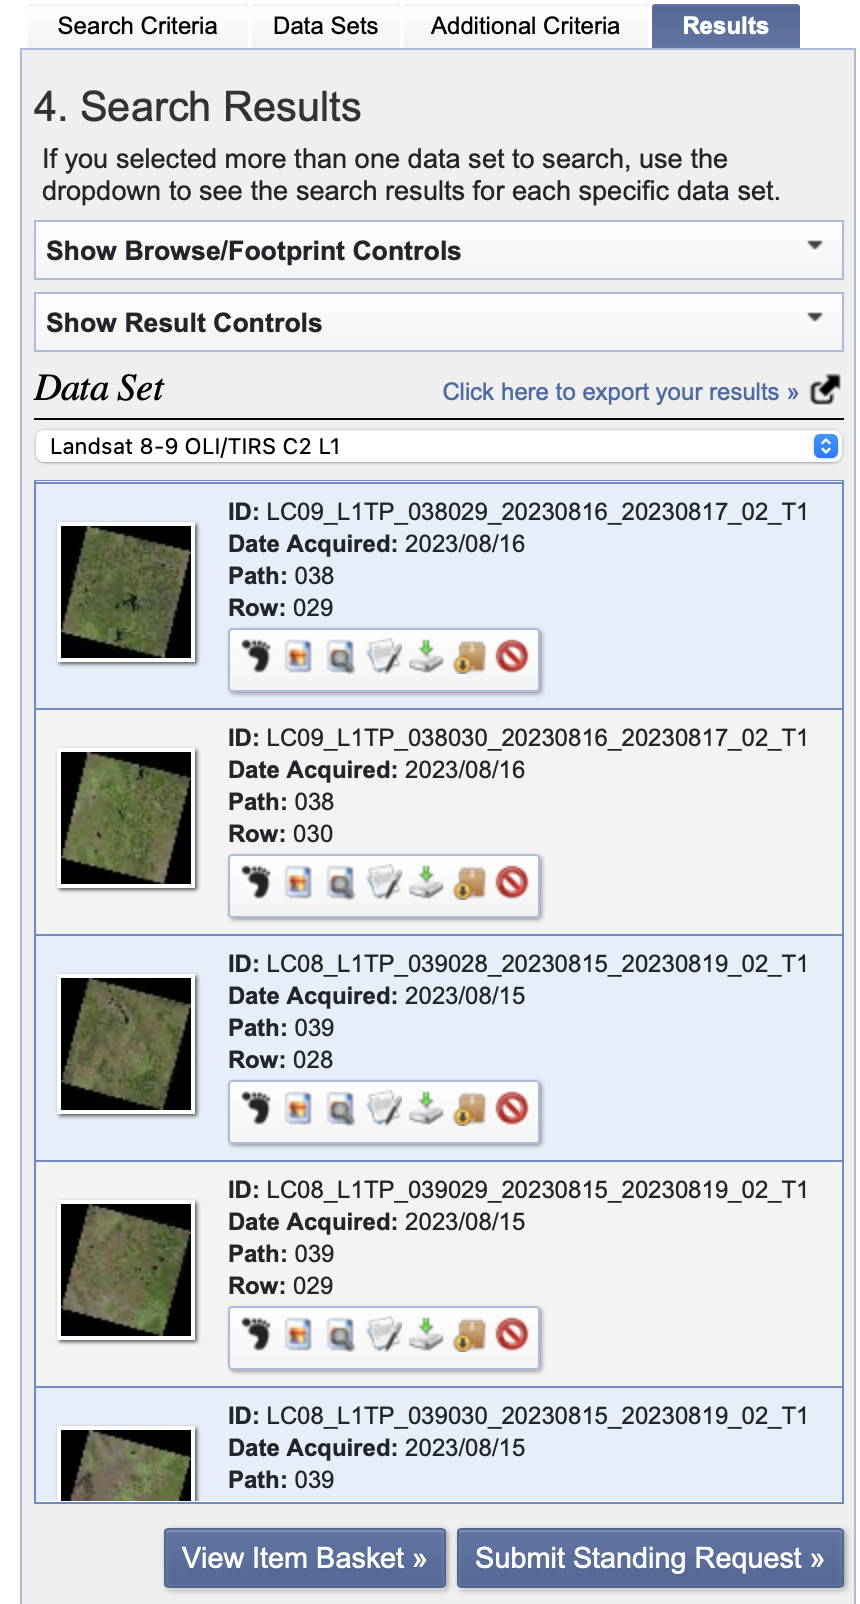 Search Criteria
Data Sets
Additional Criteria
Results
4. Search Results
If you selected more than one data set to search, use the
dropdown to see the search results for each specific data set.
Show Browse/Footprint Controls
Show Result Controls
Data Set
Click here to export your results »
Landsat 8-9 OLI/TIRS C2 L1
ID: LC09_L1TP_038029_20230816_20230817_02_T1
Date Acquired: 2023/08/16
Path: 038
Row: 029
ID: LC09_L1TP_038030_20230816_20230817_02_T1
Date Acquired: 2023/08/16
Path: 038
Row: 030
ID: LC08_L1TP_039028_20230815_20230819_02_T1
Date Acquired: 2023/08/15
Path: 039
Row: 028
ID: LC08_L1TP_039029_20230815_20230819_02_T1
Date Acquired: 2023/08/15
Path: 039
Row: 029
ID: LC08_L1TP_039030_20230815_20230819_02_T1
Date Acquired: 2023/08/15
Path: 039
View Item Basket »
Submit Standing Request »